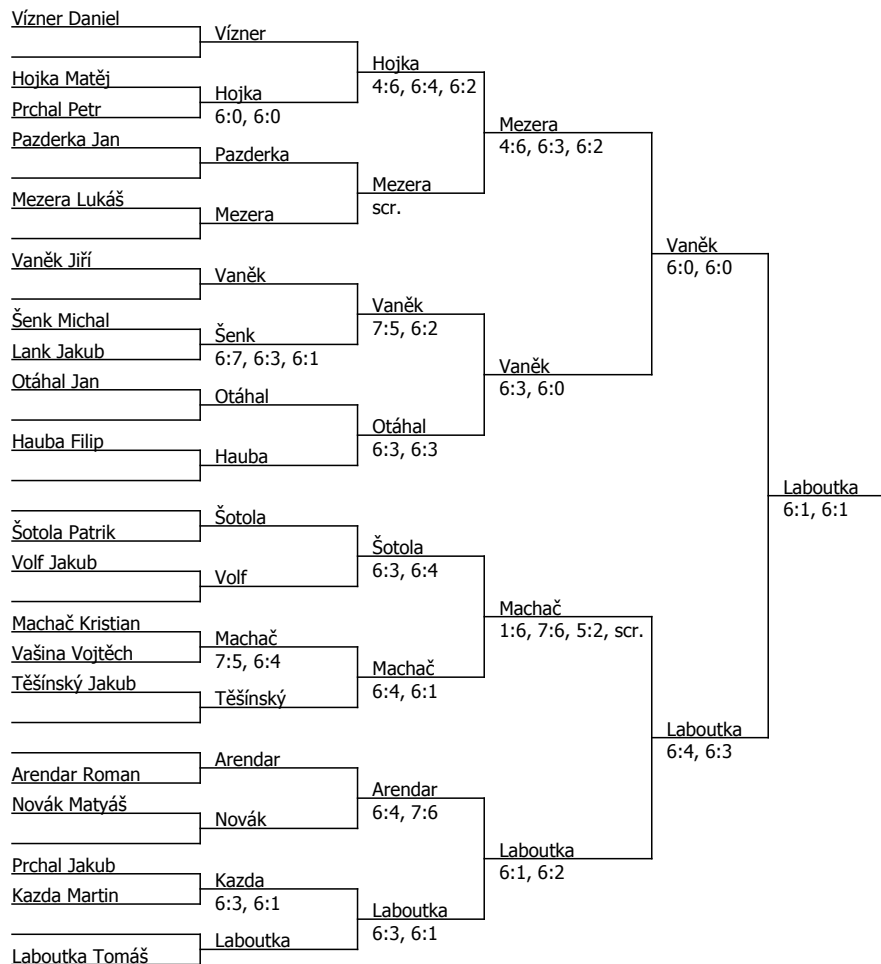 Vízner Daniel
Vízner
Hojka
4:6, 6:4, 6:2
Hojka Matěj
Hojka
6:0, 6:0
Prchal Petr
Mezera
4:6, 6:3, 6:2
Pazderka Jan
Pazderka
Mezera
scr.
Mezera Lukáš
Mezera
Vaněk
6:0, 6:0
Vaněk Jiří
Vaněk
Vaněk
7:5, 6:2
Šenk Michal
Šenk
6:7, 6:3, 6:1
Lank Jakub
Vaněk
6:3, 6:0
Otáhal Jan
Otáhal
Otáhal
6:3, 6:3
Hauba Filip
Hauba
Laboutka
6:1, 6:1
Šotola
Šotola Patrik
Šotola
6:3, 6:4
Volf Jakub
Volf
Machač
1:6, 7:6, 5:2, scr.
Machač Kristian
Machač
7:5, 6:4
Vašina Vojtěch
Machač
6:4, 6:1
Těšínský Jakub
Těšínský
Laboutka
6:4, 6:3
Arendar
Arendar Roman
Arendar
6:4, 7:6
Novák Matyáš
Novák
Laboutka
6:1, 6:2
Prchal Jakub
Kazda
6:3, 6:1
Kazda Martin
Laboutka
6:3, 6:1
Laboutka
Laboutka Tomáš